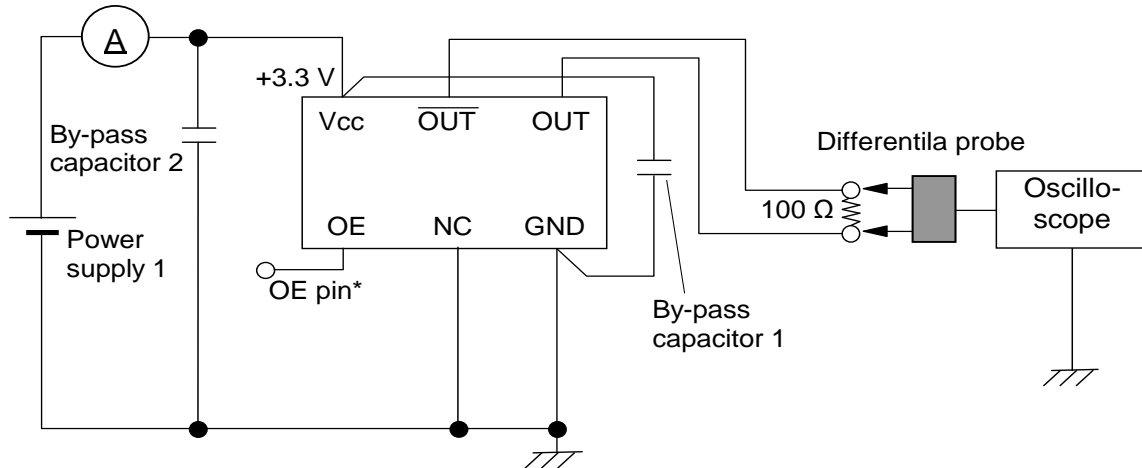 A
+3.3 V
Vcc
OUT
OUT
By-pass
capacitor 2
Differentila probe
Oscillo-
scope
100 Ω
OE
NC
GND
Power
supply 1
OE pin*
By-pass
capacitor 1